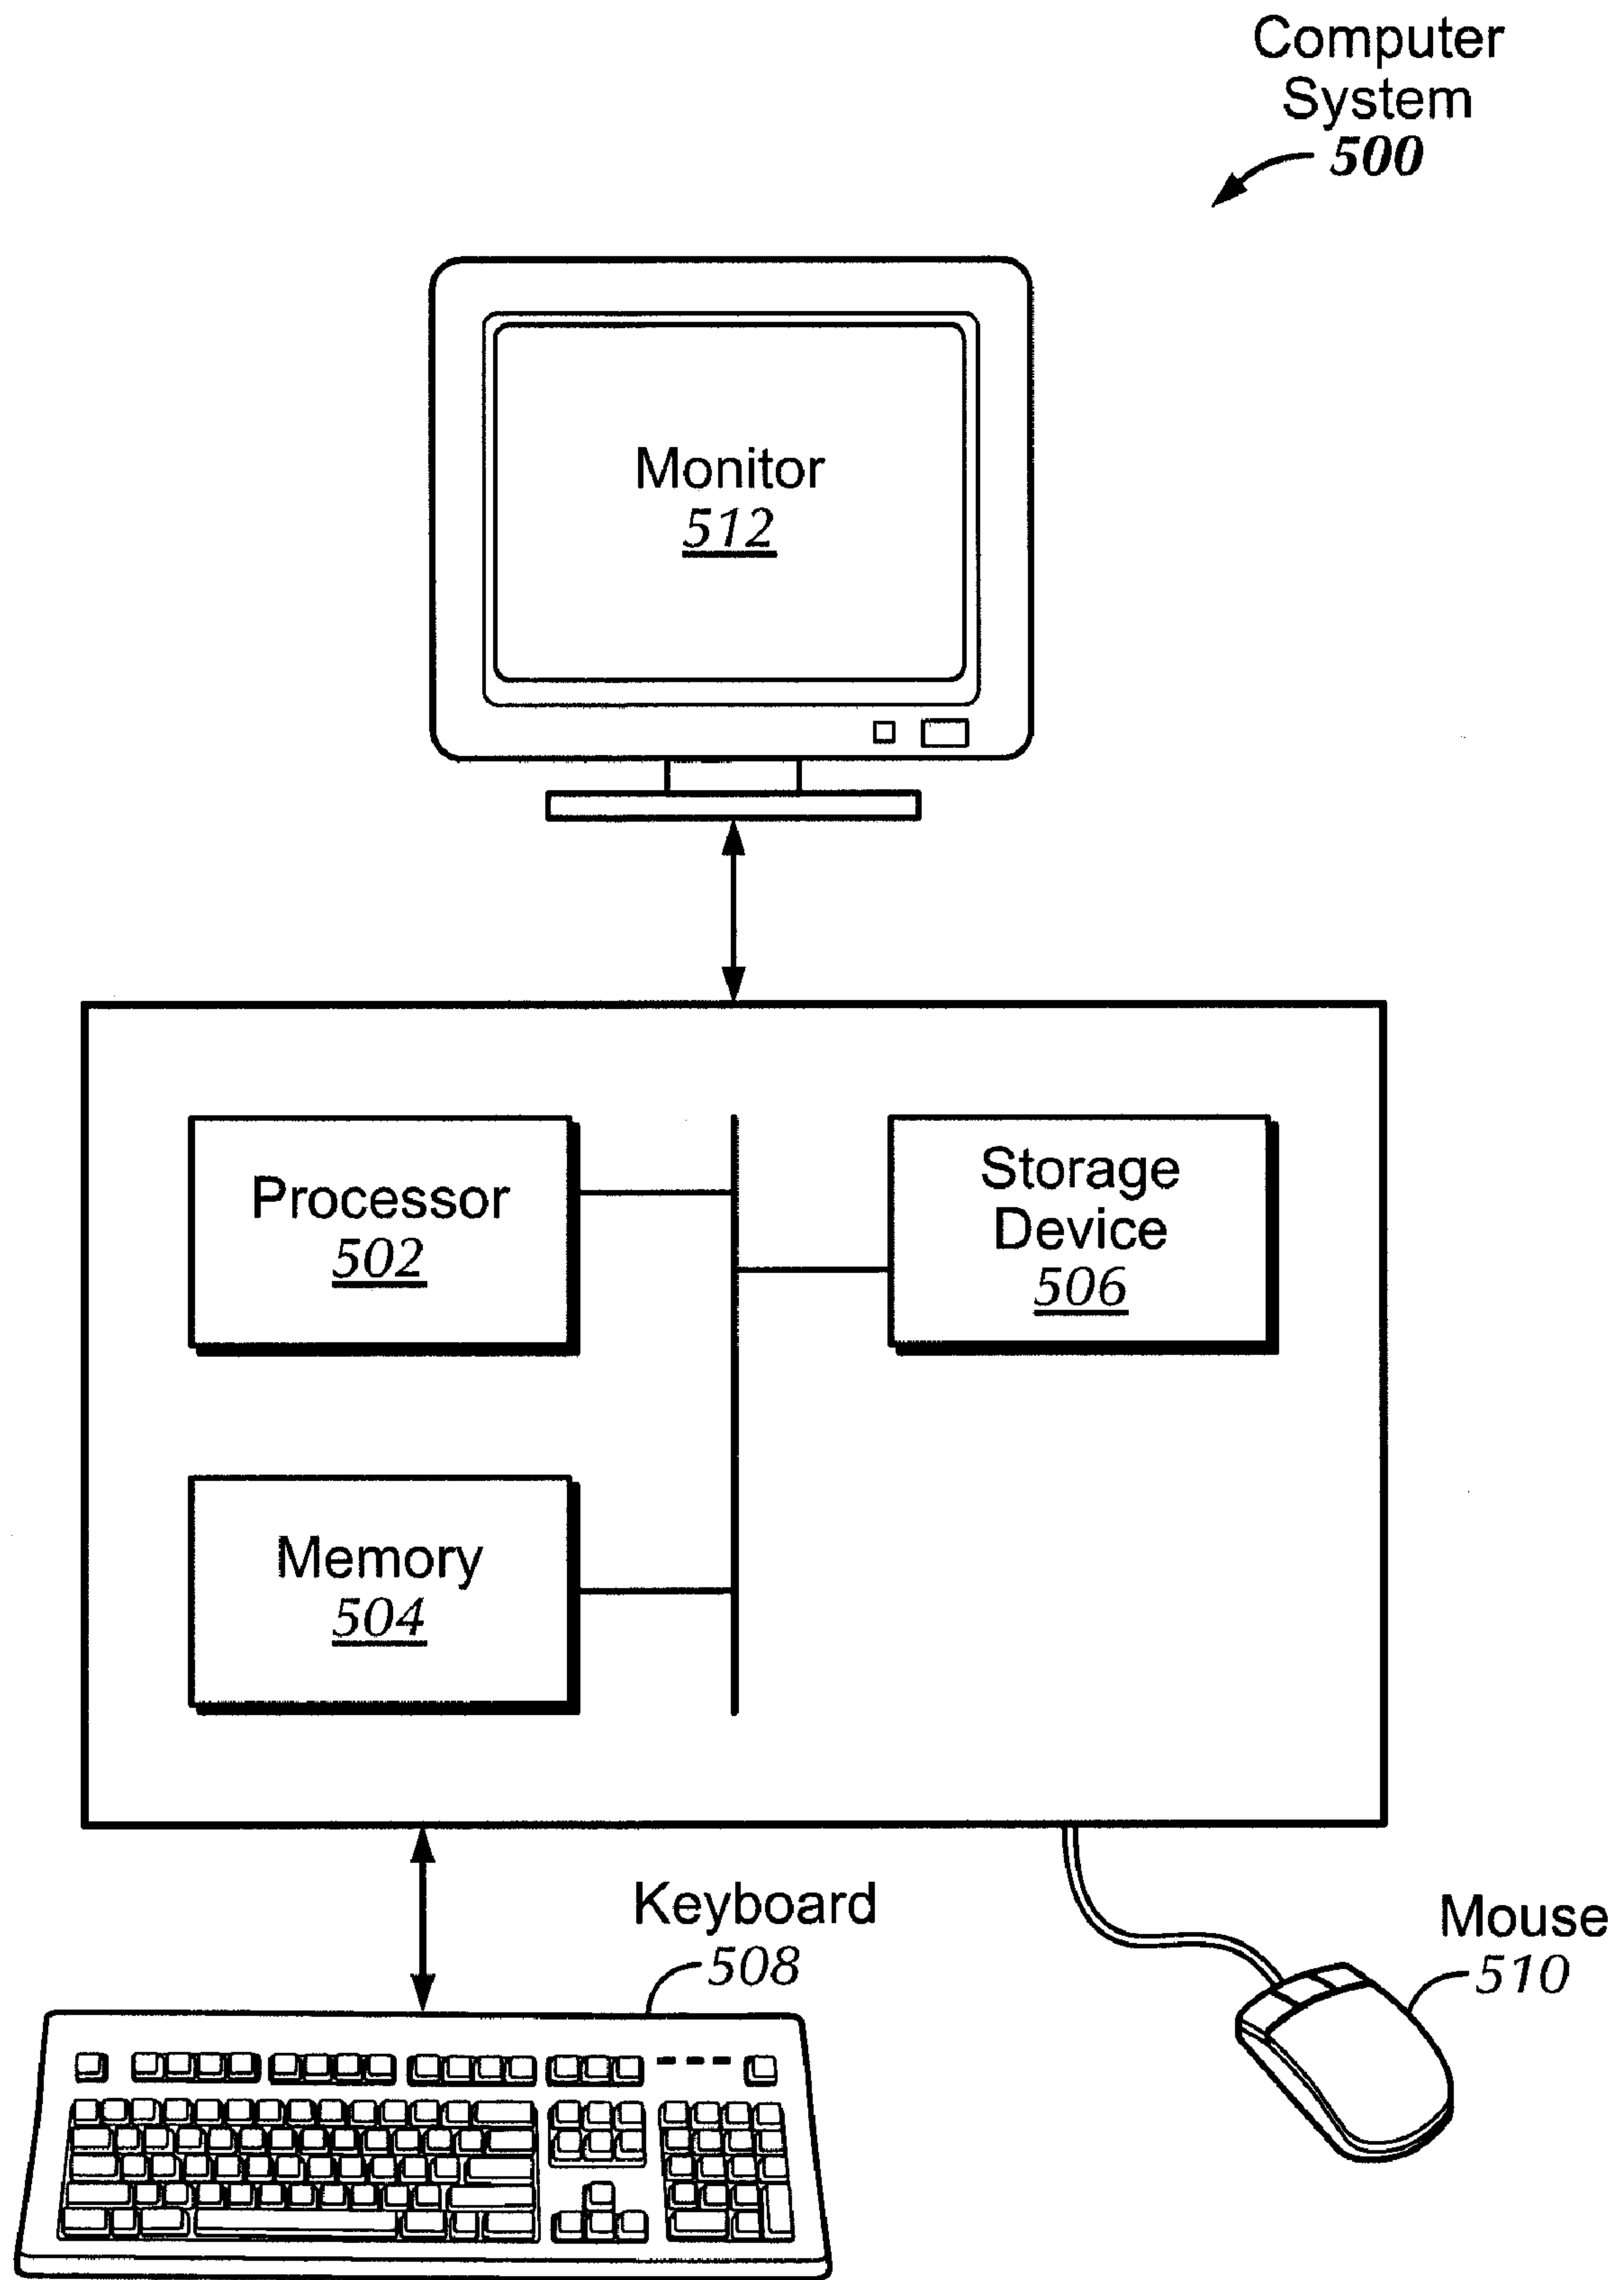 Computer
System
500
Monitor
512
Processor
502
Storage
Device
506
Memory
504
Keyboard
508
Mouse
510